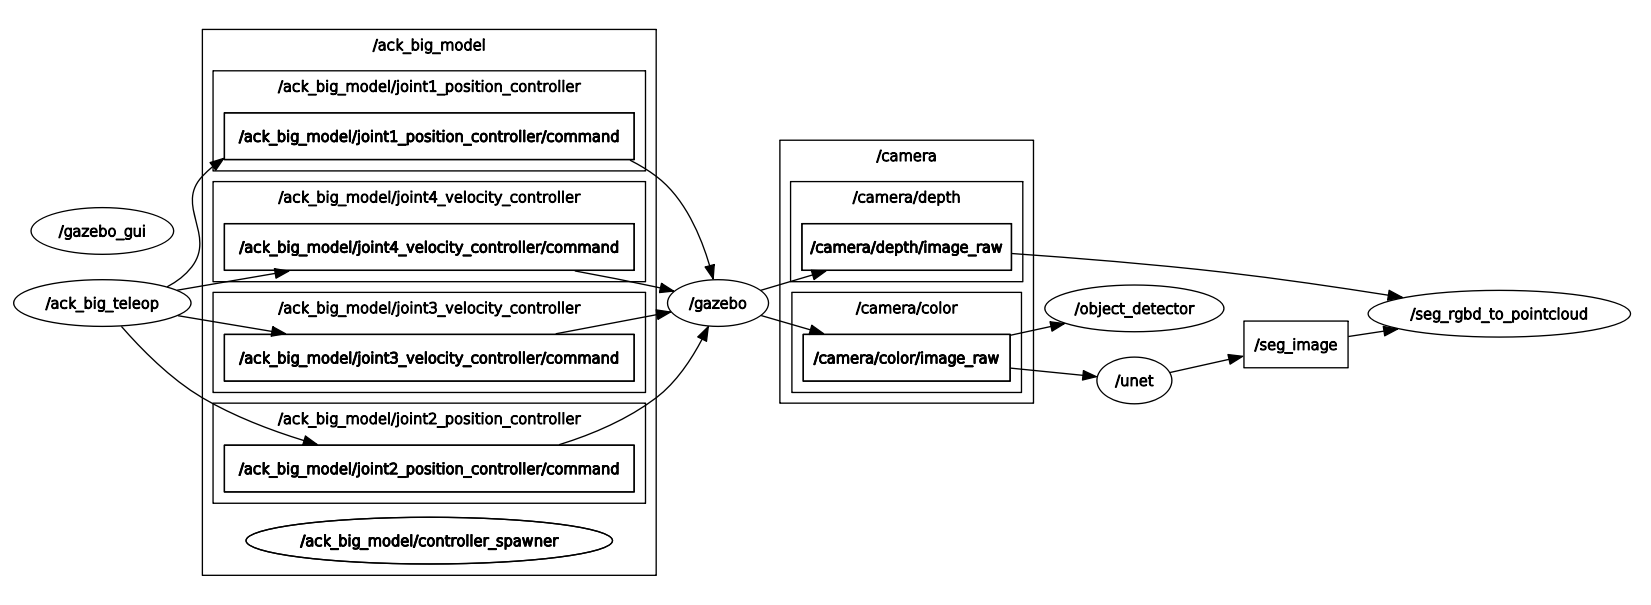 /ack_big_model
/ack_big_model/joint1_position_controller
/ack_big_model/joint1_position_controller/command
/ack_big_model/joint4_velocity_controller
/ack_big_model/joint4_velocity_controller/command
/gazebo_gui
/ack_big_teleop
/ack_big_model/joint3_velocity_controller
/ack_big_model/joint3_velocity_controller/command
/ack_big_model/joint2_position_controller
/ack_big_model/joint2_position_controller/command
/ack_big_model/controller_spawner
/gazebo
/camera
/camera/depth
/camera/depth/image_raw
/camera/color
/camera/color/image_raw
/object_detector
/unet
/seg_image
/seg_rgbd_to_pointcloud